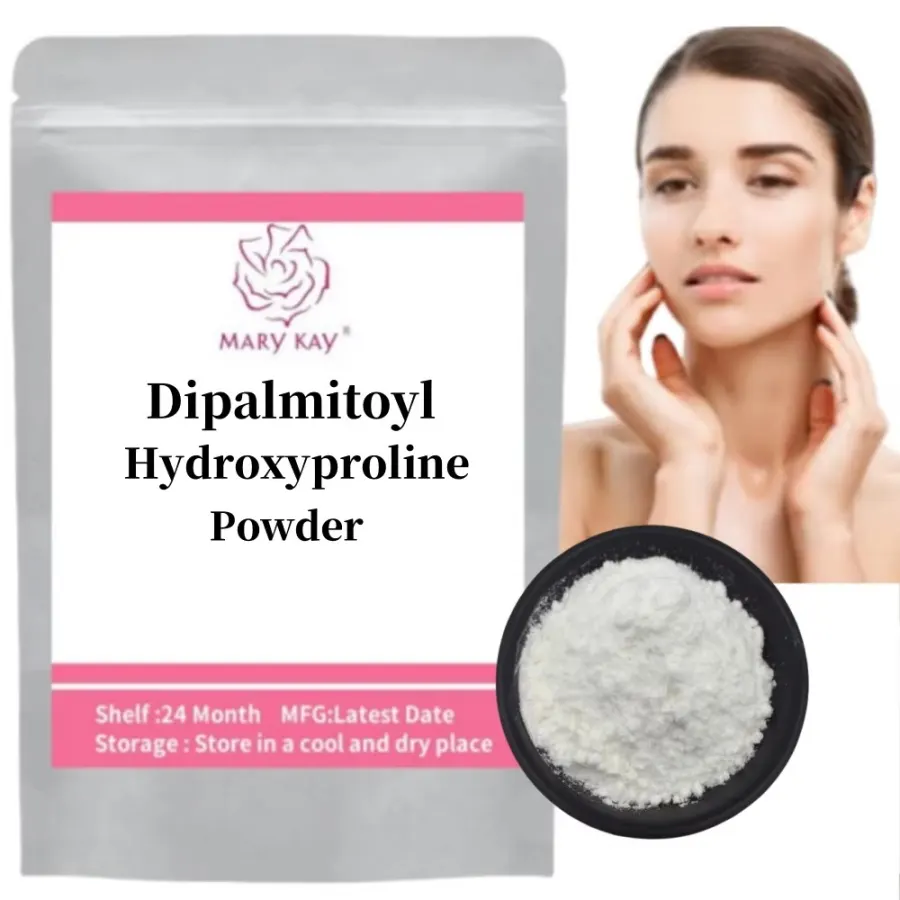 MARY KAY®
Dipalmitoyl
Hydroxyproline
Powder
Shelf :24 Month MFG:Latest Date
Storage : Store in a cool and dry place